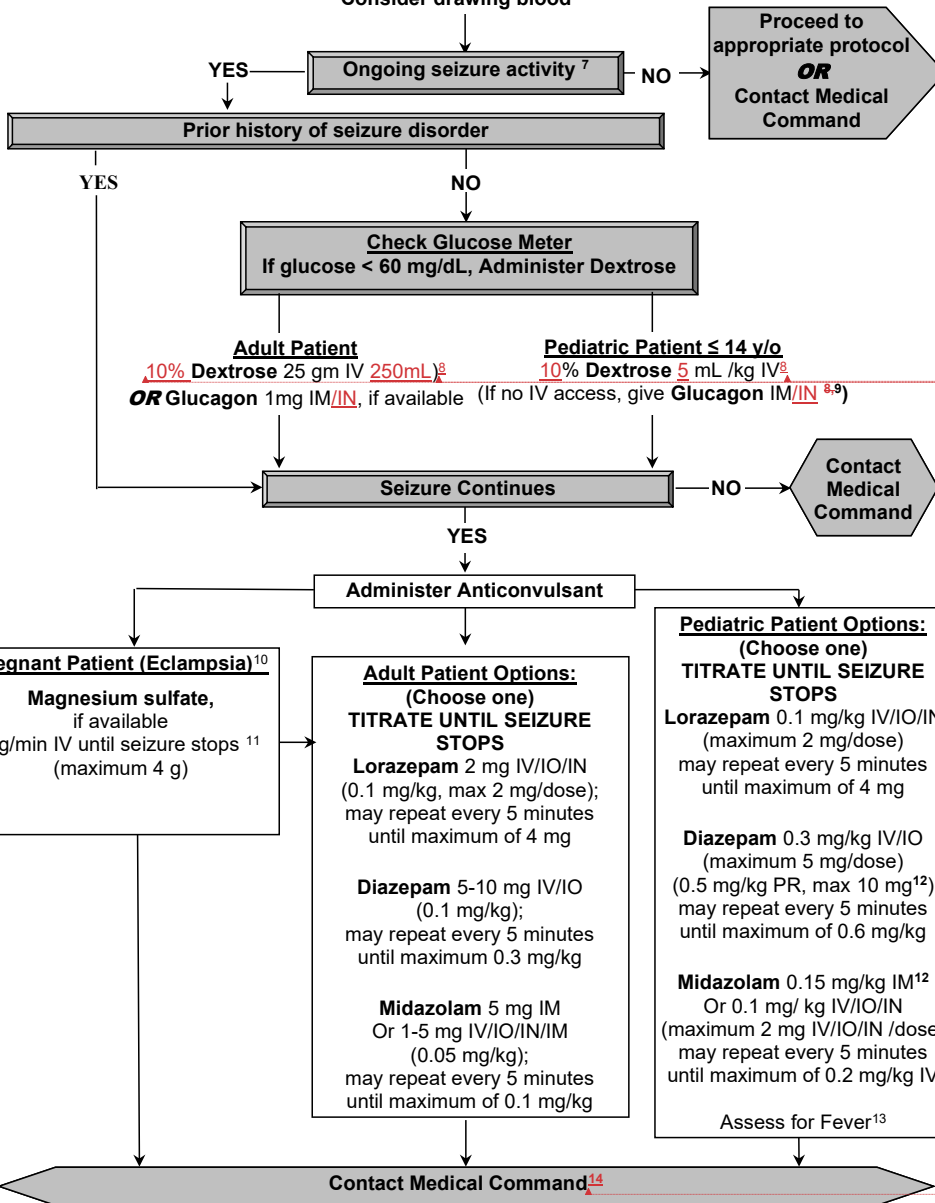 Consider drawing blood
Proceed to
appropriate protocol
OR
Contact Medical
Command
Ongoing seizure activity 7
YES
NO
Prior history of seizure disorder
YES
NO
Check Glucose Meter
If glucose < 60 mg/dL, Administer Dextrose
Adult Patient
10% Dextrose 25 gm IV 250mL)8
OR Glucagon 1mg IM/IN, if available
Pediatric Patient ≤ 14 y/o
10% Dextrose 5 mL /kg IV8
(If no IV access, give Glucagon IM/IN 8,9)
Seizure Continues
NO
Contact
Medical
Command
YES
Administer Anticonvulsant
egnant Patient (Eclampsia)10
Magnesium sulfate,
if available
g/min IV until seizure stops 11
(maximum 4 g)
Adult Patient Options:
(Choose one)
TITRATE UNTIL SEIZURE
STOPS
Lorazepam 2 mg IV/IO/IN
(0.1 mg/kg, max 2 mg/dose);
may repeat every 5 minutes
until maximum of 4 mg
Diazepam 5-10 mg IV/IO
(0.1 mg/kg);
may repeat every 5 minutes
until maximum 0.3 mg/kg
Midazolam 5 mg IM
Or 1-5 mg IV/IO/IN/IM
(0.05 mg/kg);
may repeat every 5 minutes
until maximum of 0.1 mg/kg
Pediatric Patient Options:
(Choose one)
TITRATE UNTIL SEIZURE
STOPS
Lorazepam 0.1 mg/kg IV/IO/IN
(maximum 2 mg/dose)
may repeat every 5 minutes
until maximum of 4 mg
Diazepam 0.3 mg/kg IV/IO
(maximum 5 mg/dose)
(0.5 mg/kg PR, max 10 mg12)
may repeat every 5 minutes
until maximum of 0.6 mg/kg
Midazolam 0.15 mg/kg IM12
Or 0.1 mg/ kg IV/IO/IN
(maximum 2 mg IV/IO/IN /dose
may repeat every 5 minutes
until maximum of 0.2 mg/kg IV
Assess for Fever13
Contact Medical Command14